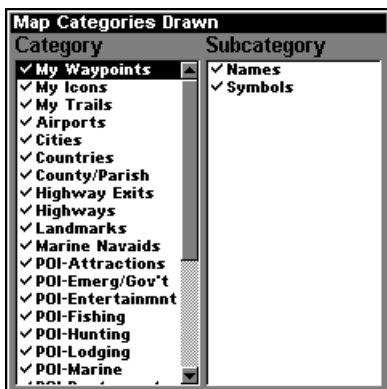 Map Categories Drawn
Category
Subcategory
✓ My Waypoints
✓ My Icons
✓ My Trails
✓ Airports
✓ Cities
✓ Countries
✓ County/Parish
✓ Highway Exits
✓ Highways
✓ Landmarks
✓ Marine Navaids
✓ POI-Attractions
✓ POI-Emerg/Gov't
✓ POI-Entertainmnt
✓ POI-Fishing
✓ POI-Hunting
✓ POI-Lodging
✓ POI-Marine
✓ Names
✓ Symbols